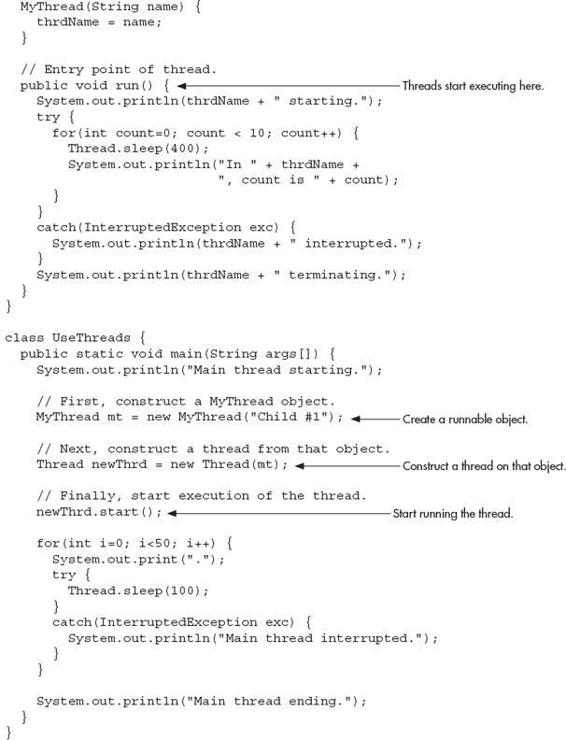 MyThread(String name) {
thrdName = name;
}
// Entry point of thread.
public void run() { Threads start executing here.
System.out.println(thrdName + " starting.");
try {
for(int count=0; count < 10; count++) {
Thread.sleep(400);
System.out.println("In " + thrdName +
", count is " + count);
}
}
catch(InterruptedException exc) {
System.out.println(thrdName + " interrupted.");
}
System.out.println(thrdName + " terminating.");
}
}
class UseThreads {
public static void main(String args[]) {
System.out.println("Main thread starting.");
// First, construct a MyThread object.
MyThread mt = new MyThread("Child #1"); Create a runnable object.
// Next, construct a thread from that object.
Thread newThrd = new Thread(mt); Construct a thread on that object.
// Finally, start execution of the thread.
newThrd.start(); Start running the thread.
for(int i=0; i<50; i++) {
System.out.print(".");
try {
Thread.sleep(100);
}
catch(InterruptedException exc) {
System.out.println("Main thread interrupted.");
}
}
System.out.println("Main thread ending.");
}
}